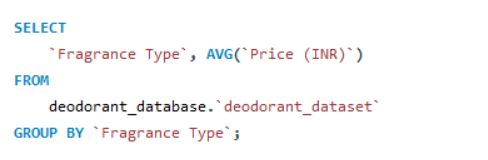 SELECT
`Fragrance Type`, AVG(`Price (INR)`)
FROM
deodorant_database.`deodorant_dataset`
GROUP BY `Fragrance Type`;